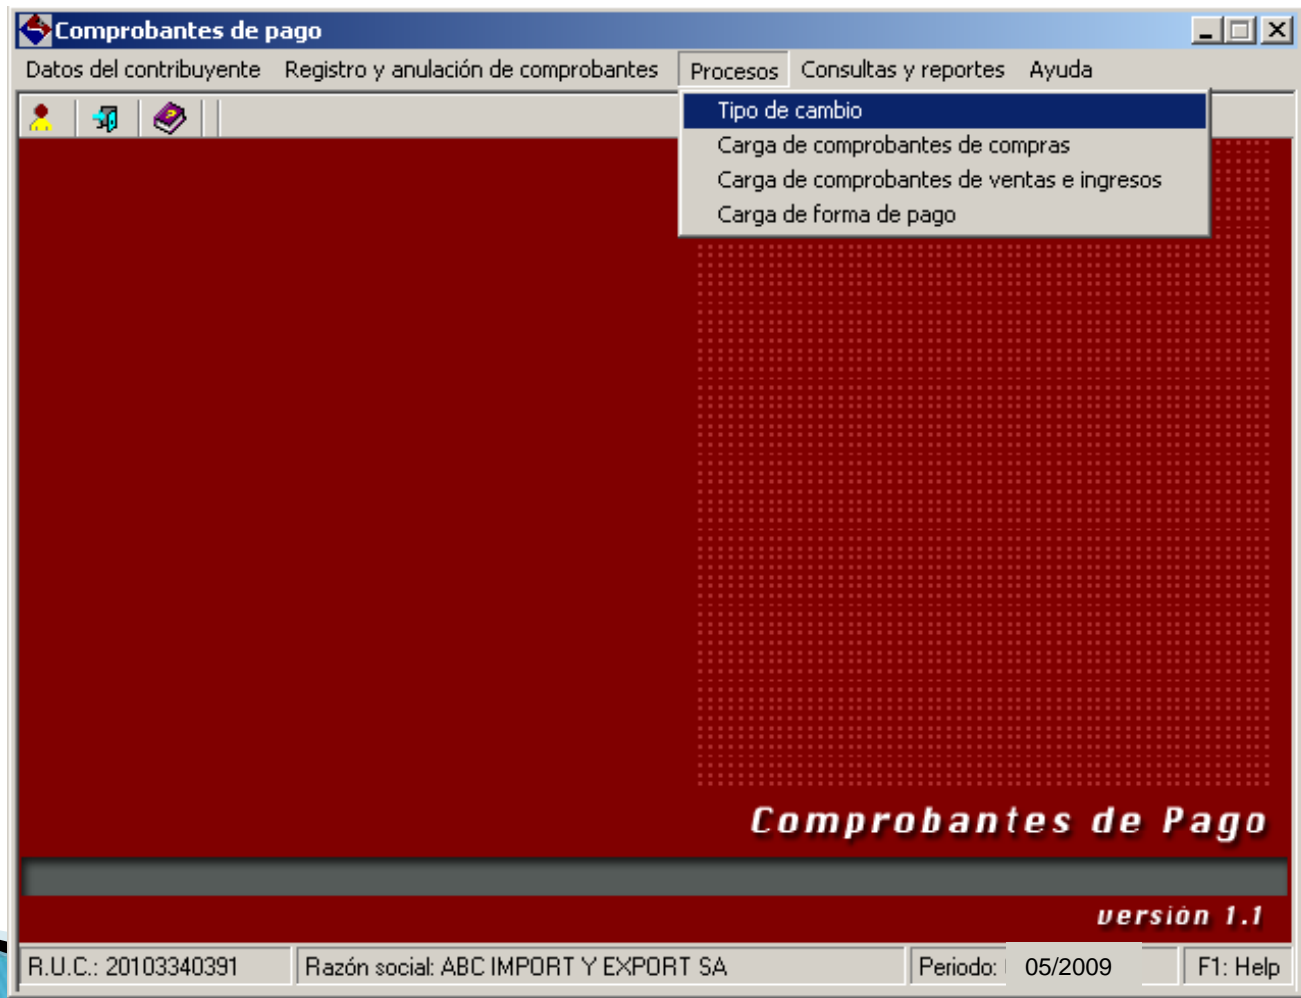 Comprobantes de pago
Datos del contribuyente Registro y anulación de comprobantes Procesos Consultas y reportes Ayuda
Tipo de cambio
Carga de comprobantes de compras
Carga de comprobantes de ventas e ingresos
Carga de forma de pago
Comprobantes de Pago
versión 1.1
R.U.C.: 20103340391 Razón social: ABC IMPORT Y EXPORT SA Periodo: 05/2009 F1: Help